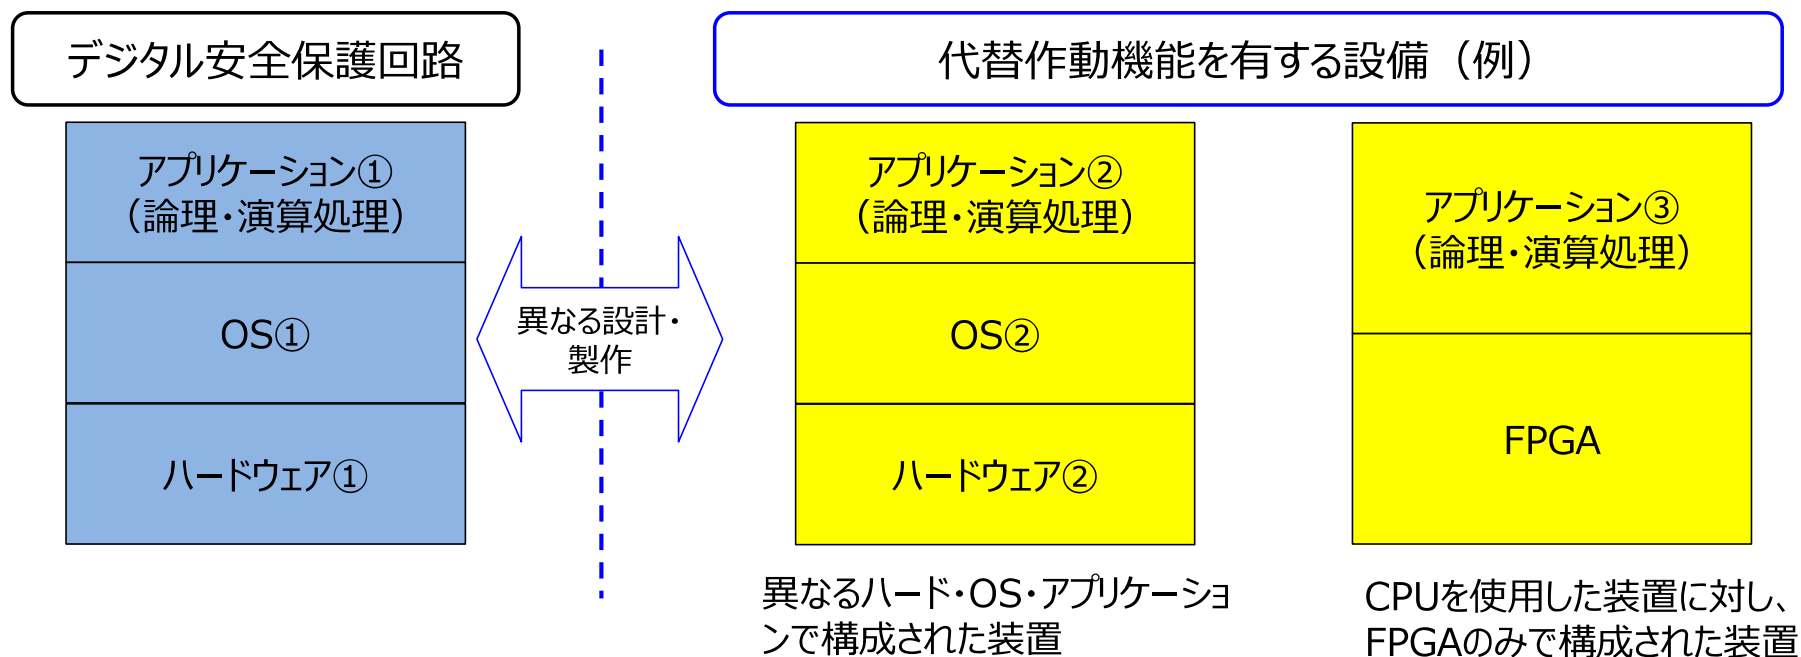 デジタル安全保護回路
代替作動機能を有する設備（例）
アプリケーション①
（論理・演算処理）
OS①
ハードウェア①
異なる設計・
製作
アプリケーション②
（論理・演算処理）
OS②
ハードウェア②
アプリケーション③
（論理・演算処理）
FPGA
異なるハード・OS・アプリケーショ
ンで構成された装置
CPUを使用した装置に対し、
FPGAのみで構成された装置